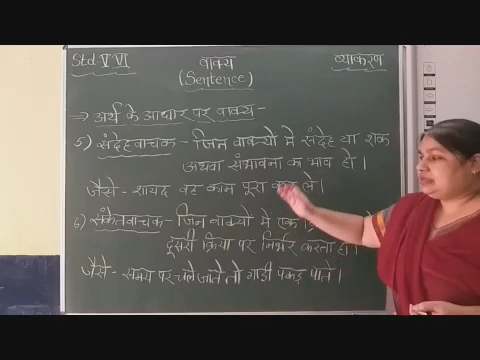 Std V VI
वाक्य
व्याकरण
(Sentence)
⇒ अर्थ के आधार पर वाक्य -
5) संदेहवाचक - जिन वाक्यो मे संदेह या शक
अथवा संभावना का भाव हो ।
जैसे - शायद वह काम पूरा कर ले ।
6) संकेतवाचक - जिन वाक्यों में एक
दूसरी क्रिया पर निर्भर करता हो।
जैसे - समय पर चले जाते तो गाडी पकड़ पाते ।